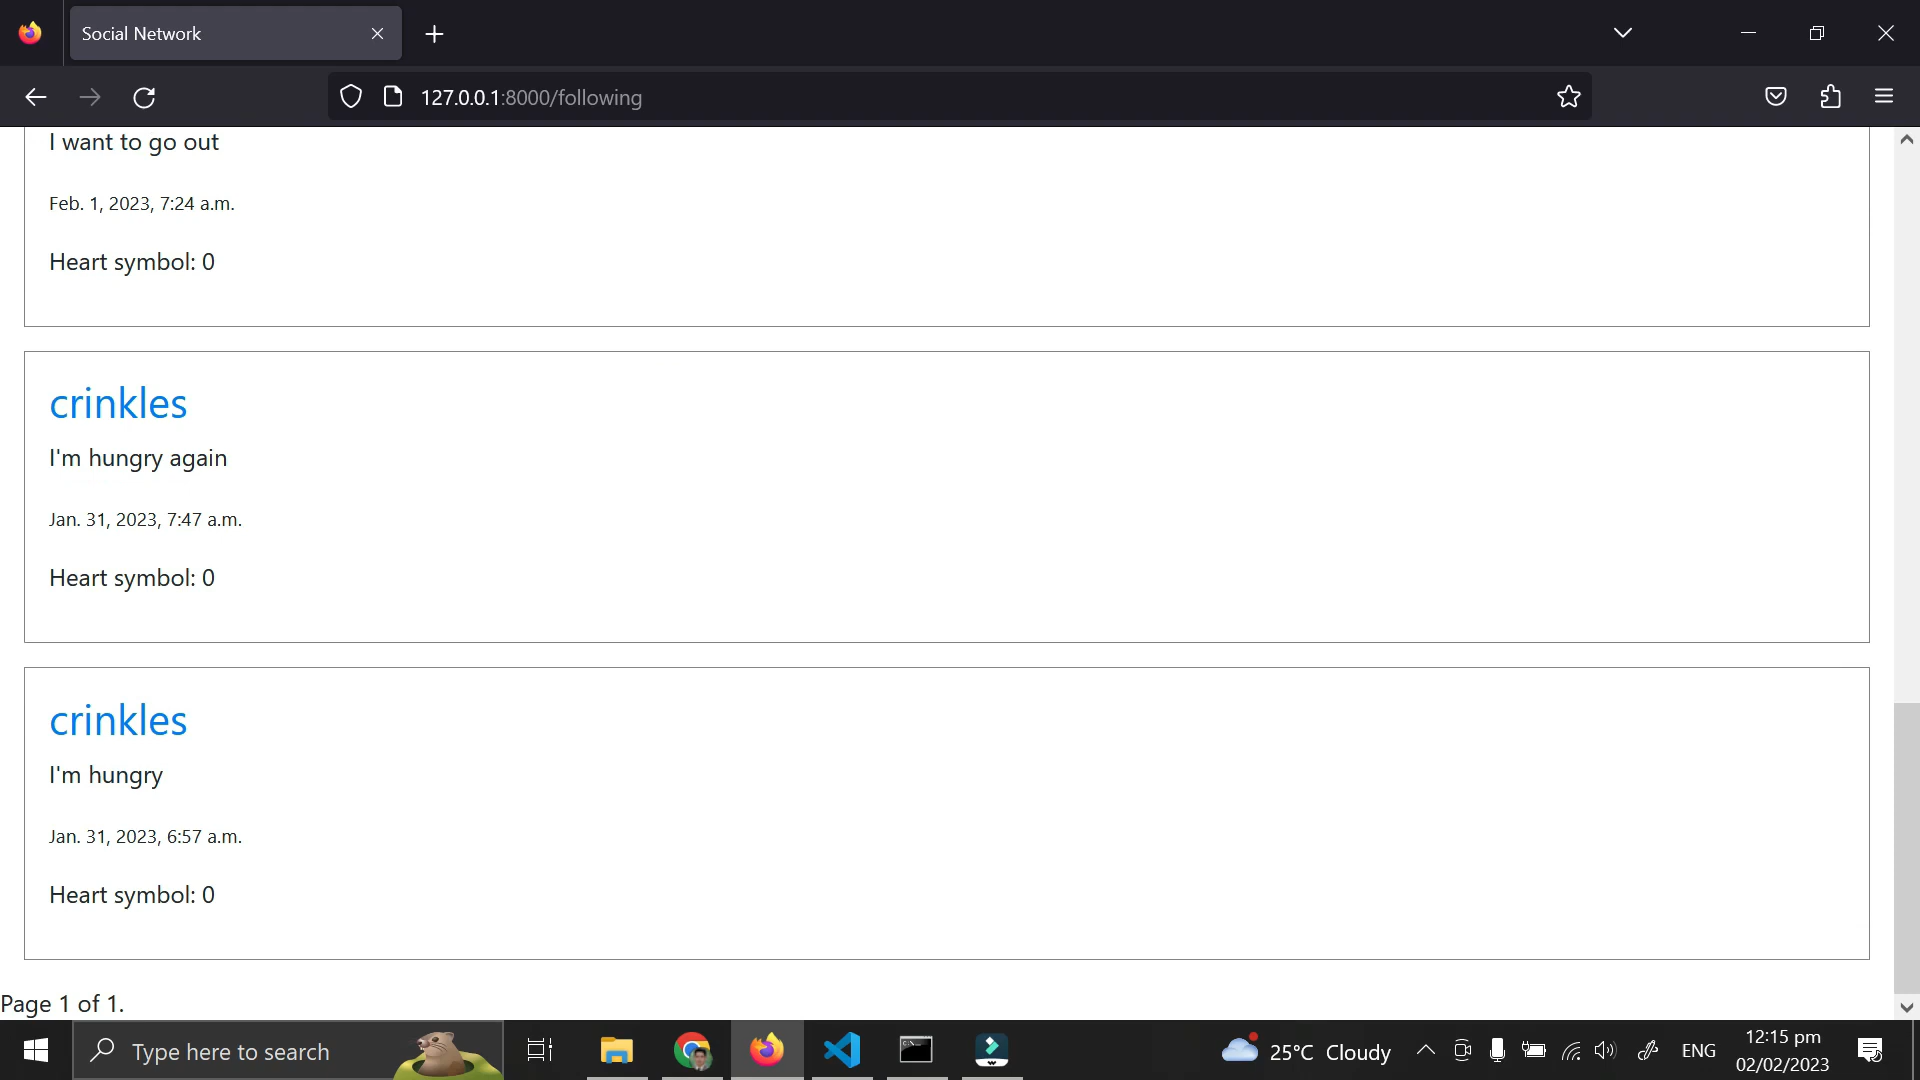 Social Network
127.0.0.1:8000/following
I want to go out
Feb. 1, 2023, 7:24 a.m.
Heart symbol: 0
crinkles
I'm hungry again
Jan. 31, 2023, 7:47 a.m.
Heart symbol: 0
crinkles
I'm hungry
Jan. 31, 2023, 6:57 a.m.
Heart symbol: 0
Page 1 of 1.
Type here to search
25°C Cloudy
ENG
12:15 pm
02/02/2023